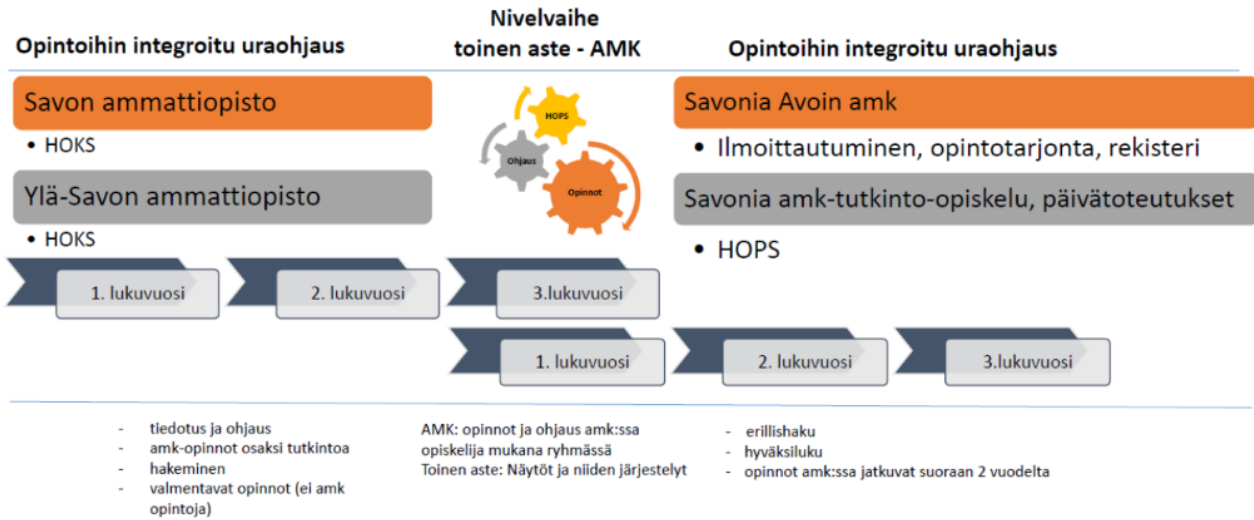 Opintoihin integroitu uraohjaus
Nivelvaihe
toinen aste - AMK
Opintoihin integroitu uraohjaus
Savon ammattiopisto
• HOKS
Ylä-Savon ammattiopisto
• HOKS
HOPS
Ohjaus
Opinnot
Savonia Avoin amk
• Ilmoittautuminen, opintotarjonta, rekisteri
Savonia amk-tutkinto-opiskelu, päivätoteutukset
• HOPS
1. lukuvuosi
2. lukuvuosi
3.lukuvuosi
1. lukuvuosi
2. lukuvuosi
3.lukuvuosi
- tiedotus ja ohjaus
- amk-opinnot osaksi tutkintoa
- hakeminen
- valmentavat opinnot (ei amk
opintoja)
AMK: opinnot ja ohjaus amk:ssa
opiskelija mukana ryhmässä
Toinen aste: Näytöt ja niiden järjestelyt
- erillishaku
- hyväksiluku
- opinnot amk:ssa jatkuvat suoraan 2 vuodelta